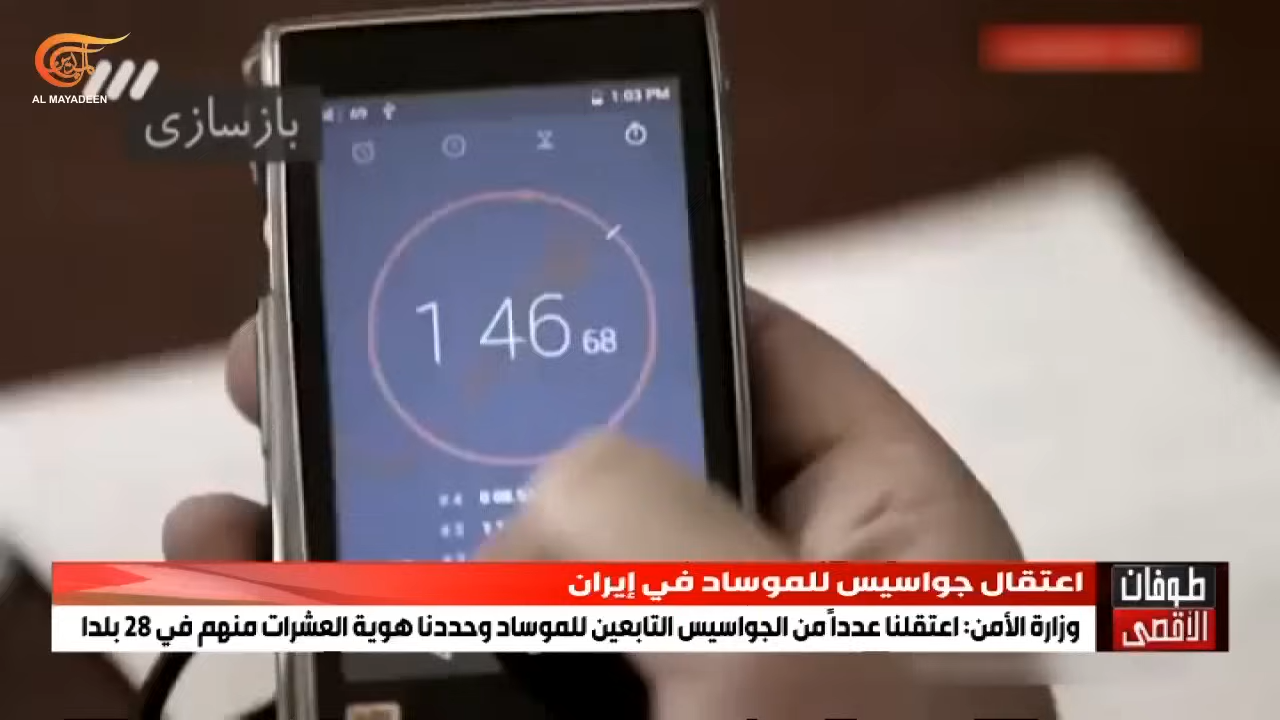 AL MAYADEEN
بازسازی
1:03 PM
1 46 68
طوفان
الأقصى
اعتقال جواسيس للموساد في إيران
وزارة الأمن: اعتقلنا عدداً من الجواسيس التابعين للموساد وحددنا هوية العشرات منهم في 28 بلدا